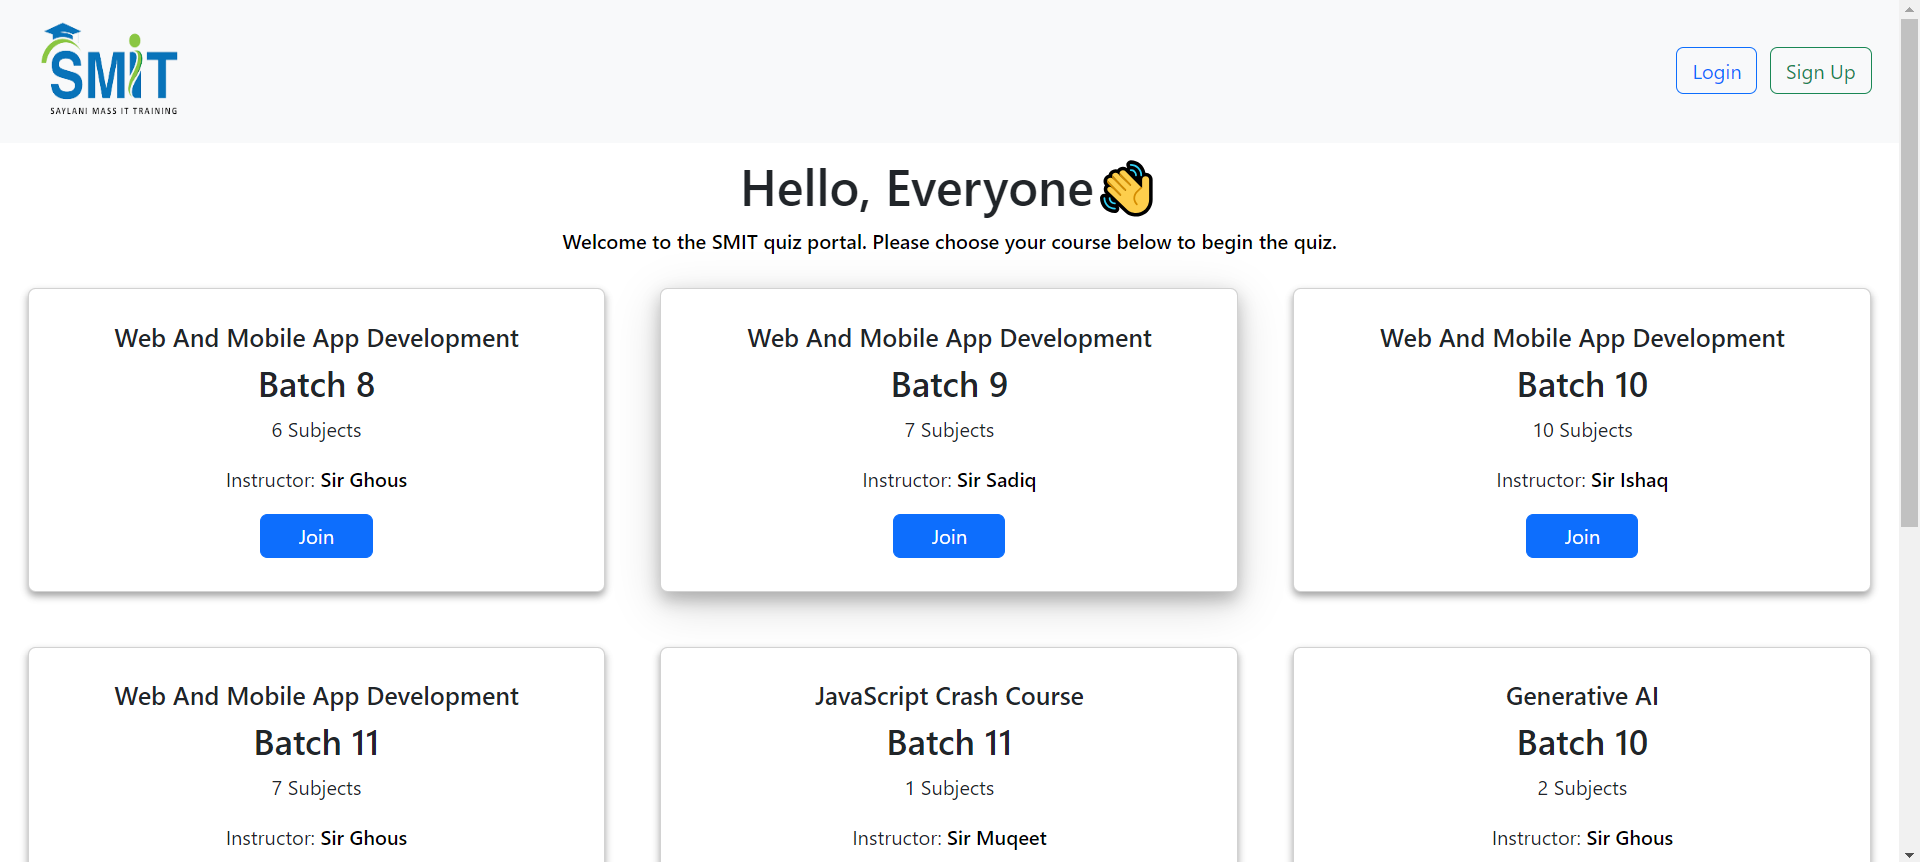 SMiT
SAYLANI MASS IT TRAINING
Login
Sign Up
Hello, Everyone👋
Welcome to the SMIT quiz portal. Please choose your course below to begin the quiz.
Web And Mobile App Development
Batch 8
6 Subjects
Instructor: Sir Ghous
Join
Web And Mobile App Development
Batch 9
7 Subjects
Instructor: Sir Sadiq
Join
Web And Mobile App Development
Batch 10
10 Subjects
Instructor: Sir Ishaq
Join
Web And Mobile App Development
Batch 11
7 Subjects
Instructor: Sir Ghous
JavaScript Crash Course
Batch 11
1 Subjects
Instructor: Sir Muqeet
Generative AI
Batch 10
2 Subjects
Instructor: Sir Ghous